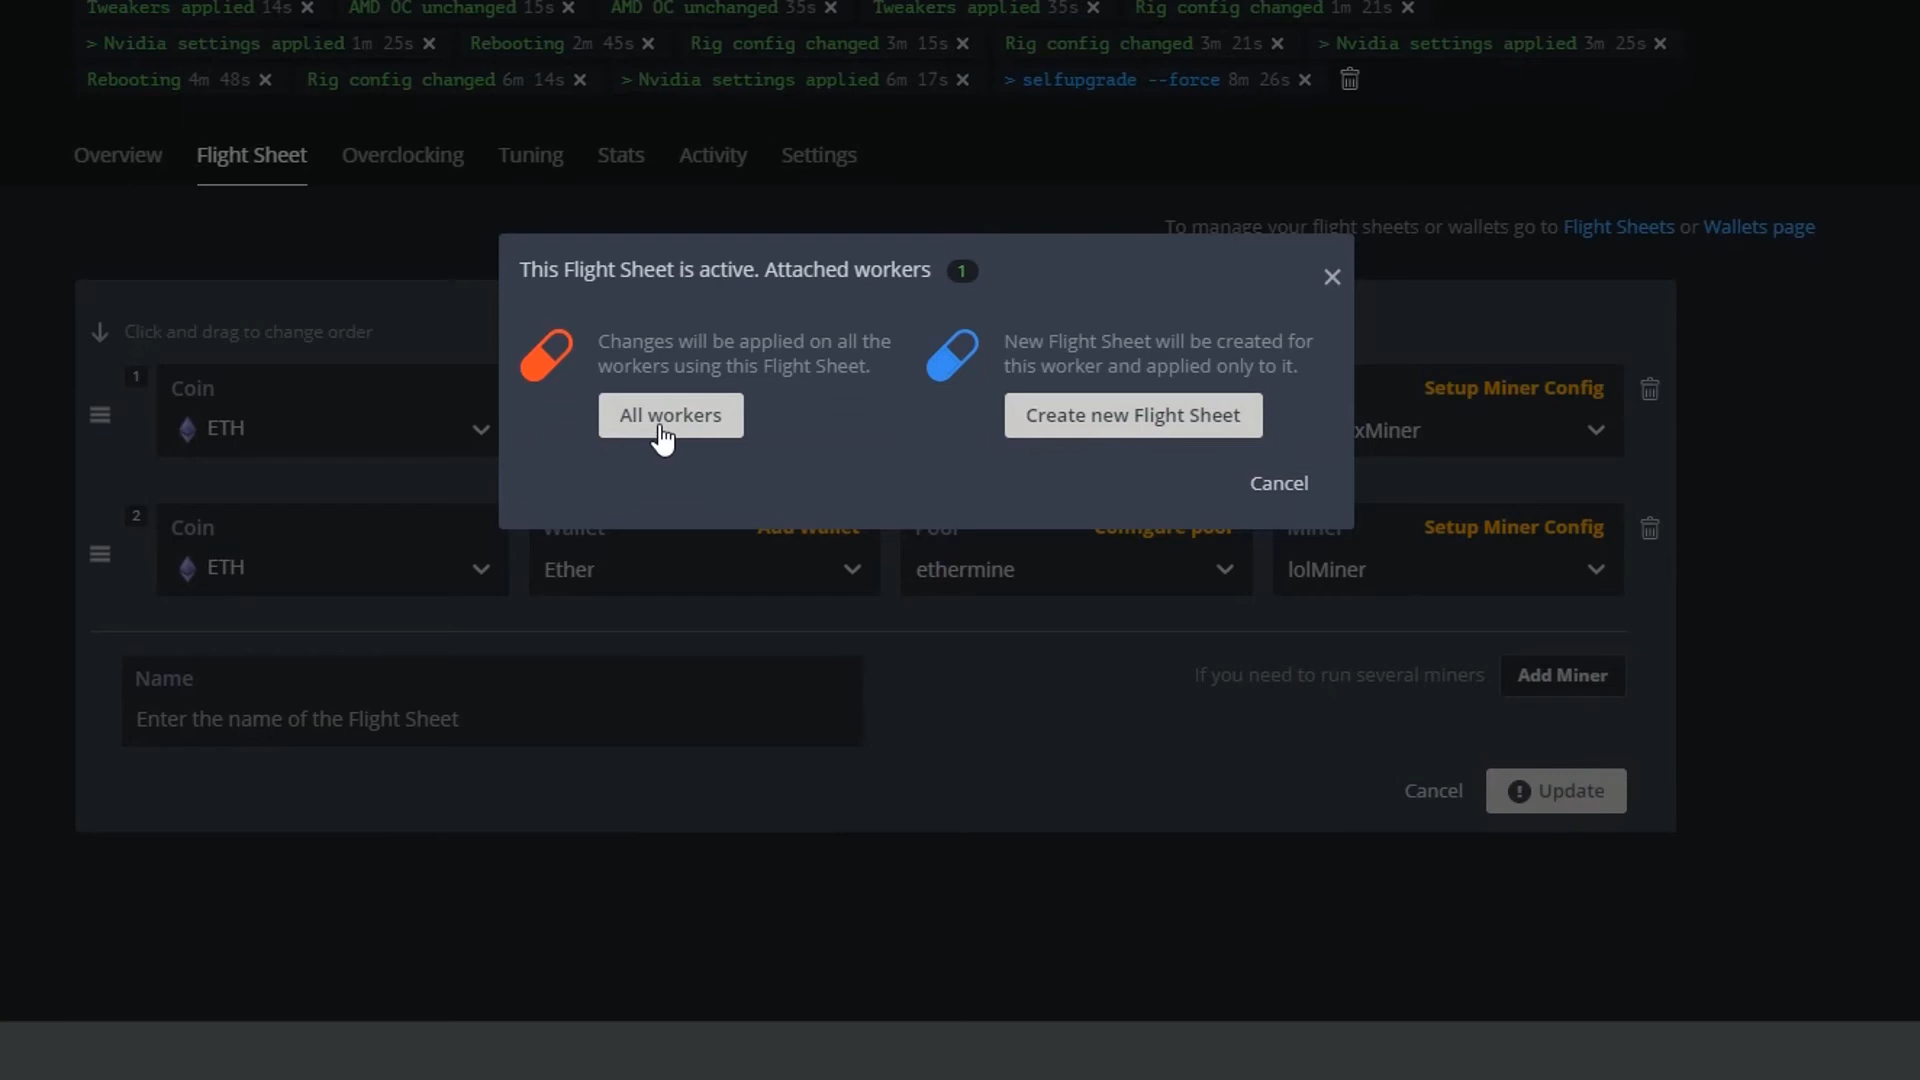 Tweakers applied 14s × AMD OC unchanged 15s × AMD OC unchanged 35s × Tweakers applied 35s × Rig config changed 1m 21s ×
> Nvidia settings applied 1m 25s × Rebooting 2m 45s × Rig config changed 3m 15s × Rig config changed 3m 21s × > Nvidia settings applied 3m 25s ×
Rebooting 4m 48s × Rig config changed 6m 14s × > Nvidia settings applied 6m 17s × > selfupgrade --force 8m 26s ×
Overview Flight Sheet Overclocking Tuning Stats Activity Settings
To manage your flight sheets or wallets go to Flight Sheets or Wallets page
This Flight Sheet is active. Attached workers 1
×
Changes will be applied on all the
workers using this Flight Sheet.
All workers
New Flight Sheet will be created for
this worker and applied only to it.
Create new Flight Sheet
Cancel
Click and drag to change order
1
Coin
ETH
Setup Miner Config
xMiner
2
Coin
ETH
Wallet Add Wallet
Ether
Pool Configure pool
ethermine
Miner Setup Miner Config
lolMiner
Name
Enter the name of the Flight Sheet
If you need to run several miners Add Miner
Cancel Update